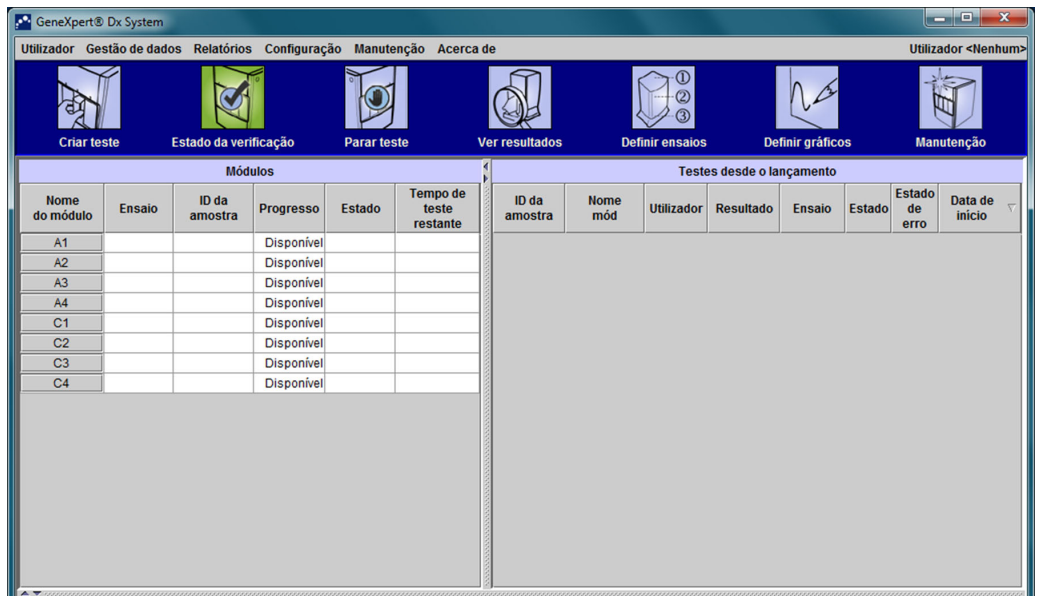 GeneXpert® Dx System
Utilizador Gestão de dados Relatórios Configuração Manutenção Acerca de Utilizador <Nenhum>
① ② ③
Criar teste Estado da verificação Parar teste Ver resultados Definir ensaios Definir gráficos Manutenção
Módulos Testes desde o lançamento
Nome do módulo Ensaio ID da amostra Progresso Estado Tempo de teste restante ID da amostra Nome mód Utilizador Resultado Ensaio Estado Estado de erro Data de início
A1 Disponível
A2 Disponível
A3 Disponível
A4 Disponível
C1 Disponível
C2 Disponível
C3 Disponível
C4 Disponível